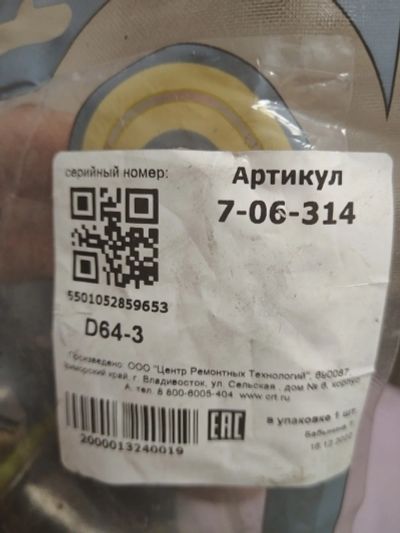 серийный номер:
Артикул
7-06-314
5501052859653
D64-3
Произведено: ООО "Центр Ремонтных Технологий", 690087,
Приморский край, г. Владивосток, ул. Сельская , дом № 6, корпус
А, тел. 8 800-6005-404 www.crt.ru
в упаковке 1 шт.
EAC
2000013240019